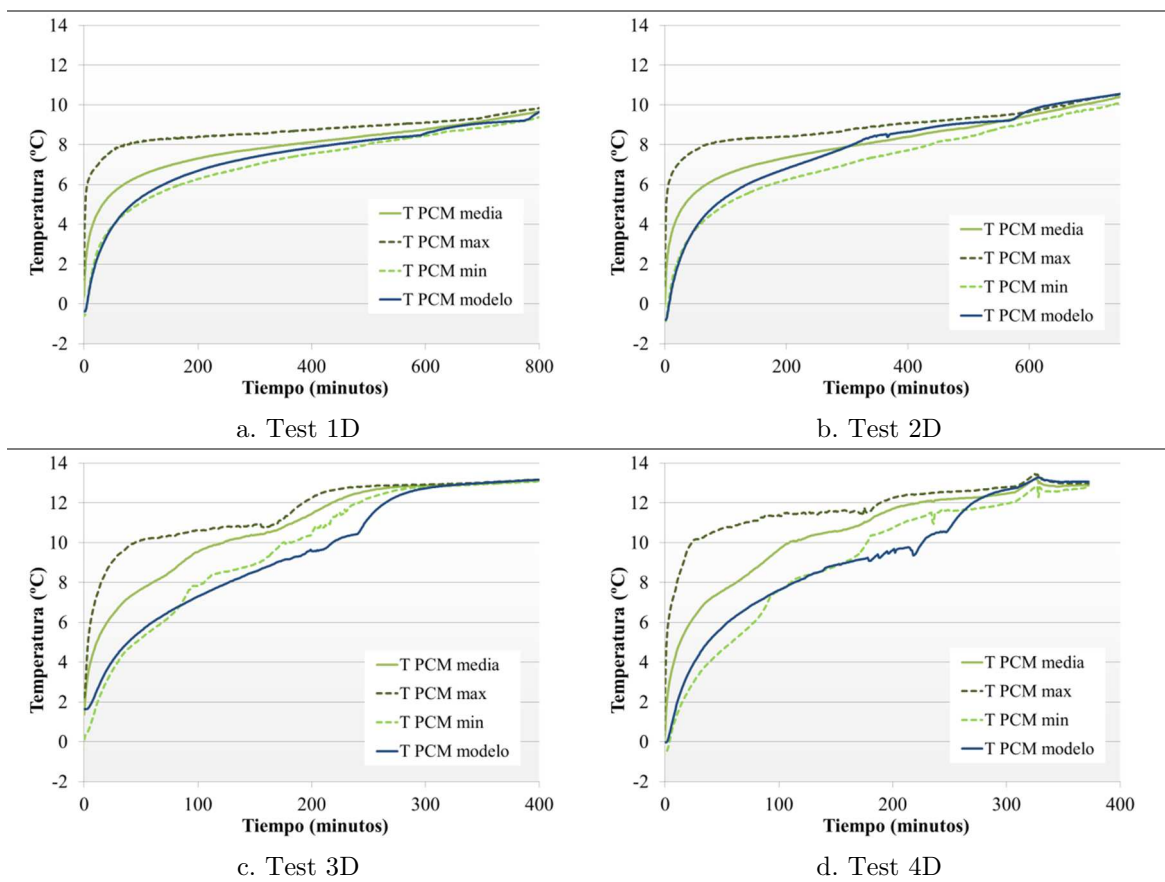 14
12
10
8
6
4
2
0
-2
Temperatura (ºC)
T PCM media
T PCM max
T PCM min
T PCM modelo
0 200 400 600 800
Tiempo (minutos)
a. Test 1D
14
12
10
8
6
4
2
0
-2
Temperatura (ºC)
T PCM media
T PCM max
T PCM min
T PCM modelo
0 200 400 600
Tiempo (minutos)
b. Test 2D
14
12
10
8
6
4
2
0
-2
Temperatura (ºC)
T PCM media
T PCM max
T PCM min
T PCM modelo
0 100 200 300 400
Tiempo (minutos)
c. Test 3D
14
12
10
8
6
4
2
0
-2
Temperatura (ºC)
T PCM media
T PCM max
T PCM min
T PCM modelo
0 100 200 300 400
Tiempo (minutos)
d. Test 4D